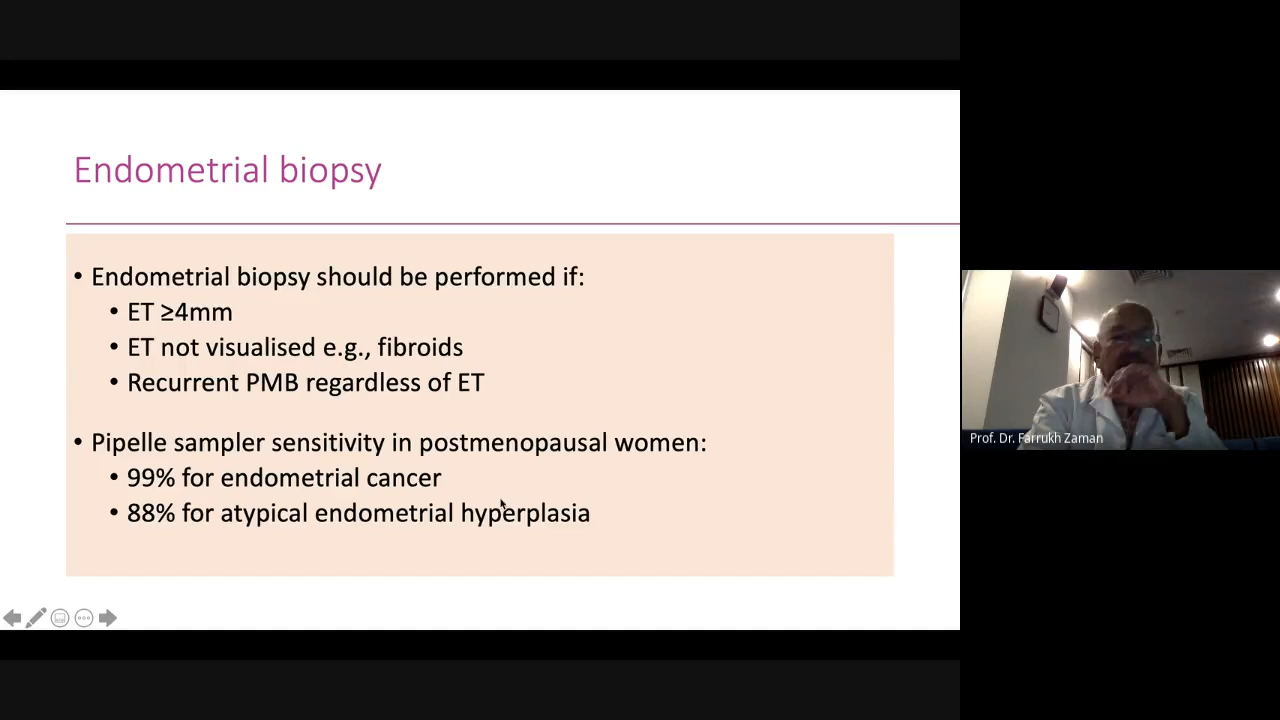 Endometrial biopsy
• Endometrial biopsy should be performed if:
• ET ≥4mm
• ET not visualised e.g., fibroids
• Recurrent PMB regardless of ET
• Pipelle sampler sensitivity in postmenopausal women:
• 99% for endometrial cancer
• 88% for atypical endometrial hyperplasia
Prof. Dr. Farrukh Zaman